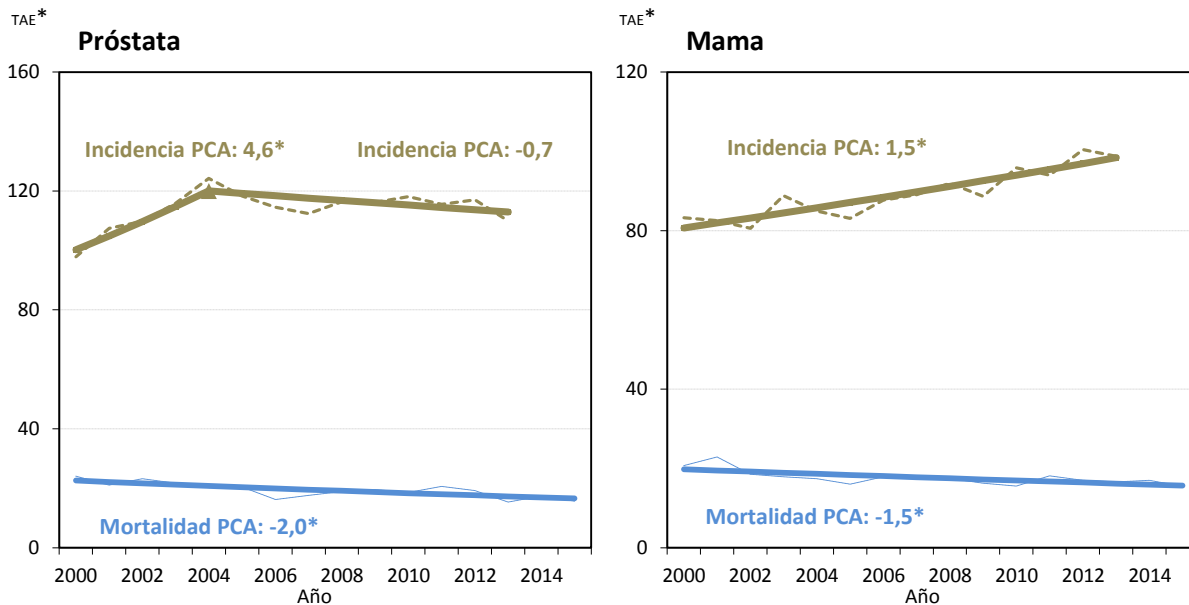 TAE*
Próstata
160
120
80
40
0
Incidencia PCA: 4,6*
Incidencia PCA: -0,7
Mortalidad PCA: -2,0*
2000 2002 2004 2006 2008 2010 2012 2014
Año
TAE*
Mama
120
80
40
0
Incidencia PCA: 1,5*
Mortalidad PCA: -1,5*
2000 2002 2004 2006 2008 2010 2012 2014
Año